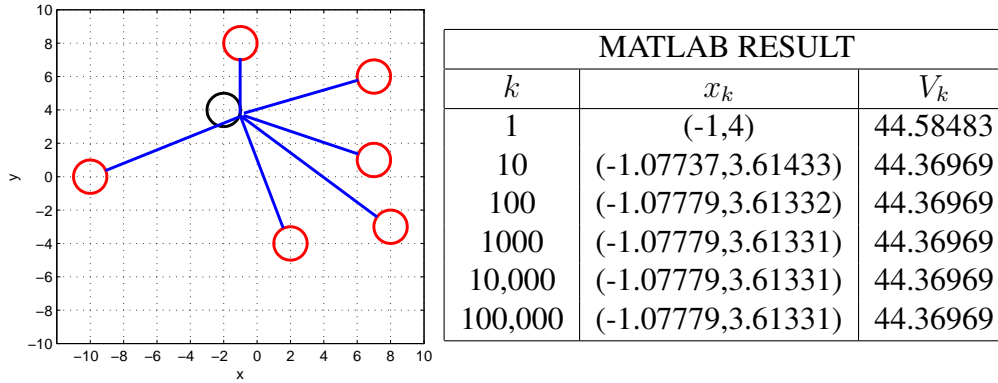 10
8
6
4
2
0
−2
−4
−6
−8
−10
y
−10 −8 −6 −4 −2 0 2 4 6 8 10
x
MATLAB RESULT
k x_k V_k
1 (-1,4) 44.58483
10 (-1.07737,3.61433) 44.36969
100 (-1.07779,3.61332) 44.36969
1000 (-1.07779,3.61331) 44.36969
10,000 (-1.07779,3.61331) 44.36969
100,000 (-1.07779,3.61331) 44.36969